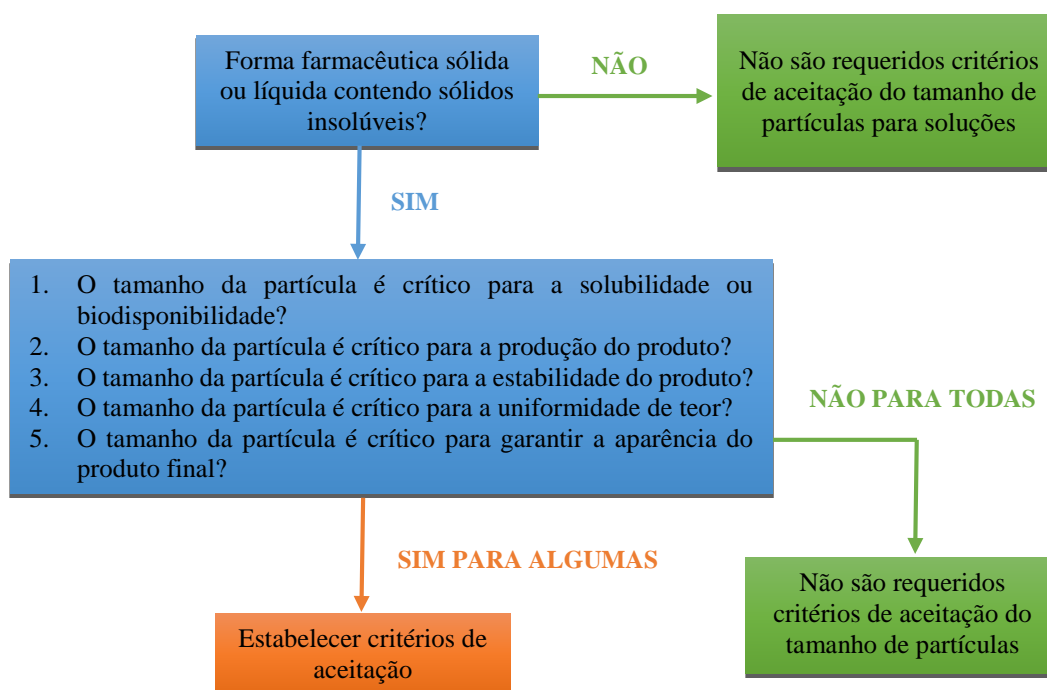 Forma farmacêutica sólida
ou líquida contendo sólidos
insolúveis?
NÃO
Não são requeridos critérios
de aceitação do tamanho de
partículas para soluções
SIM
1. O tamanho da partícula é crítico para a solubilidade ou
biodisponibilidade?
2. O tamanho da partícula é crítico para a produção do produto?
3. O tamanho da partícula é crítico para a estabilidade do produto?
4. O tamanho da partícula é crítico para a uniformidade de teor?
5. O tamanho da partícula é crítico para garantir a aparência do
produto final?
NÃO PARA TODAS
SIM PARA ALGUMAS
Não são requeridos
critérios de aceitação do
tamanho de partículas
Estabelecer critérios de
aceitação